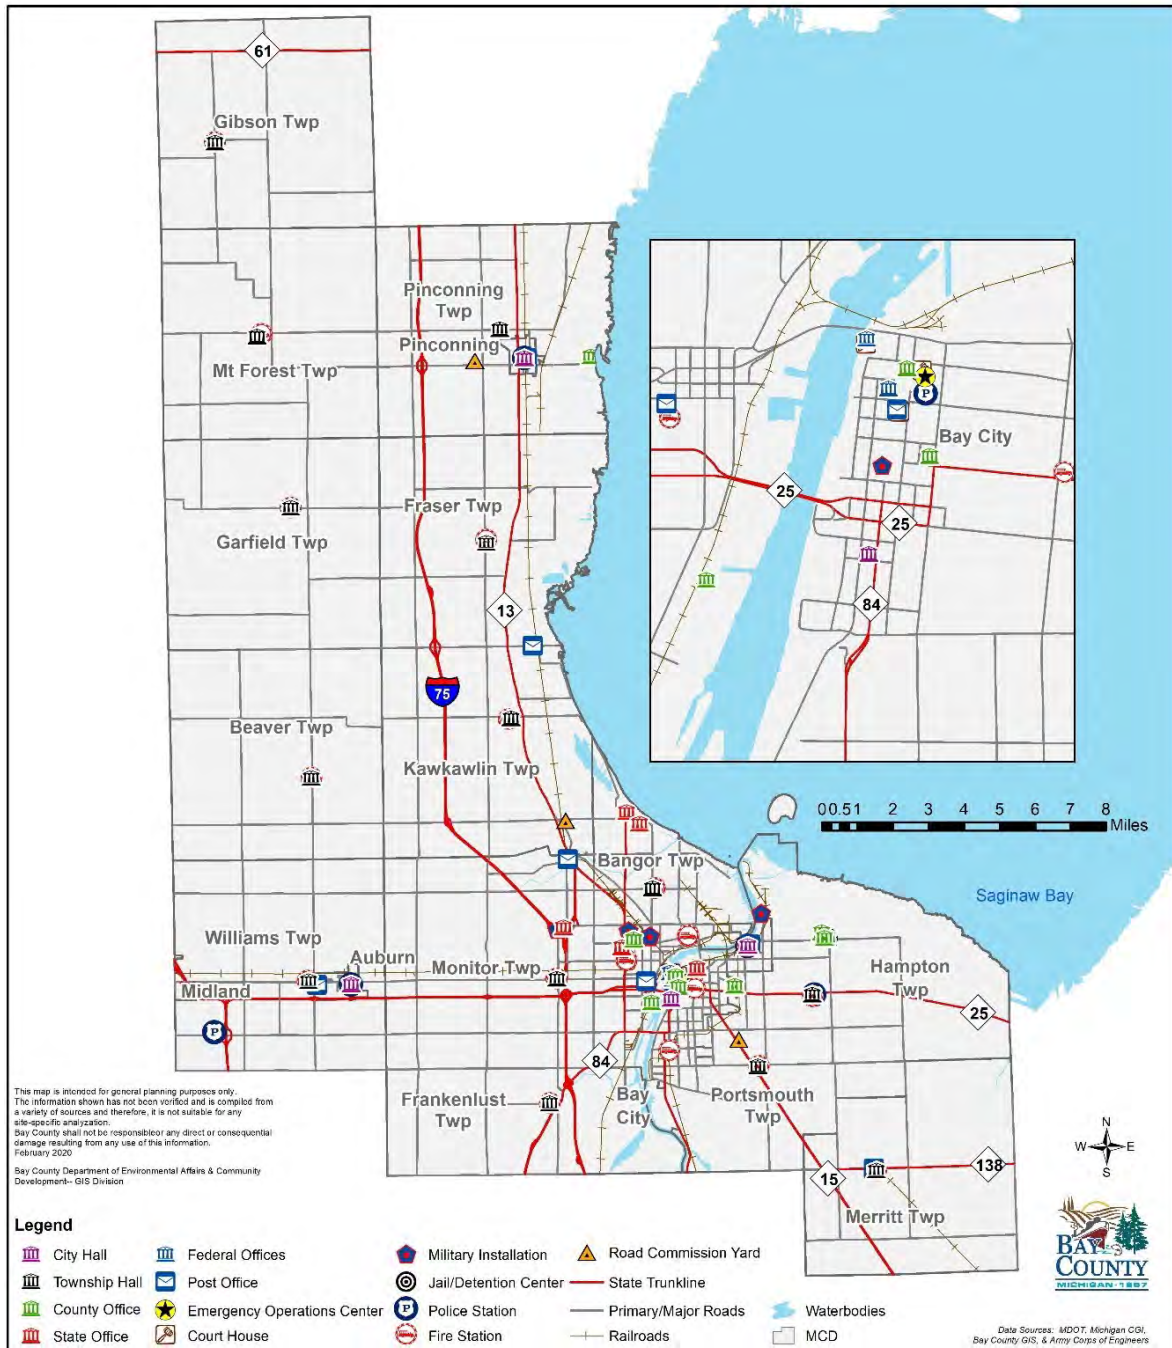 61
Gibson Twp
Pinconning
Twp
Pinconning
Mt Forest Twp
Fraser Twp
Garfield Twp
13
75
Beaver Twp
Kawkawlin Twp
Bay City
25
25
84
0 0.5 1 2 3 4 5 6 7 8
Miles
Bangor Twp
Saginaw Bay
Williams Twp
Auburn
Monitor Twp
Hampton
Twp
Midland
P
25
84
Frankenlust
Twp
Bay
City
Portsmouth
Twp
15
138
Merritt Twp
N
W E
S
This map is intended for general planning purposes only.
The information shown has not been verified and is compiled from
a variety of sources and therefore, it is not suitable for any
site-specific analyzation.
Bay County shall not be responsibleor any direct or consequential
damage resulting from any use of this information.
February 2020
Bay County Department of Environmental Affairs & Community
Development-- GIS Division
Legend
City Hall
Township Hall
County Office
State Office
Federal Offices
Post Office
Emergency Operations Center
Court House
Military Installation
Jail/Detention Center
Police Station
Fire Station
Road Commission Yard
State Trunkline
Primary/Major Roads
Railroads
Waterbodies
MCD
BAY
COUNTY
MICHIGAN-1857
Data Sources: MDOT, Michigan CGI,
Bay County GIS, & Army Corps of Engineers